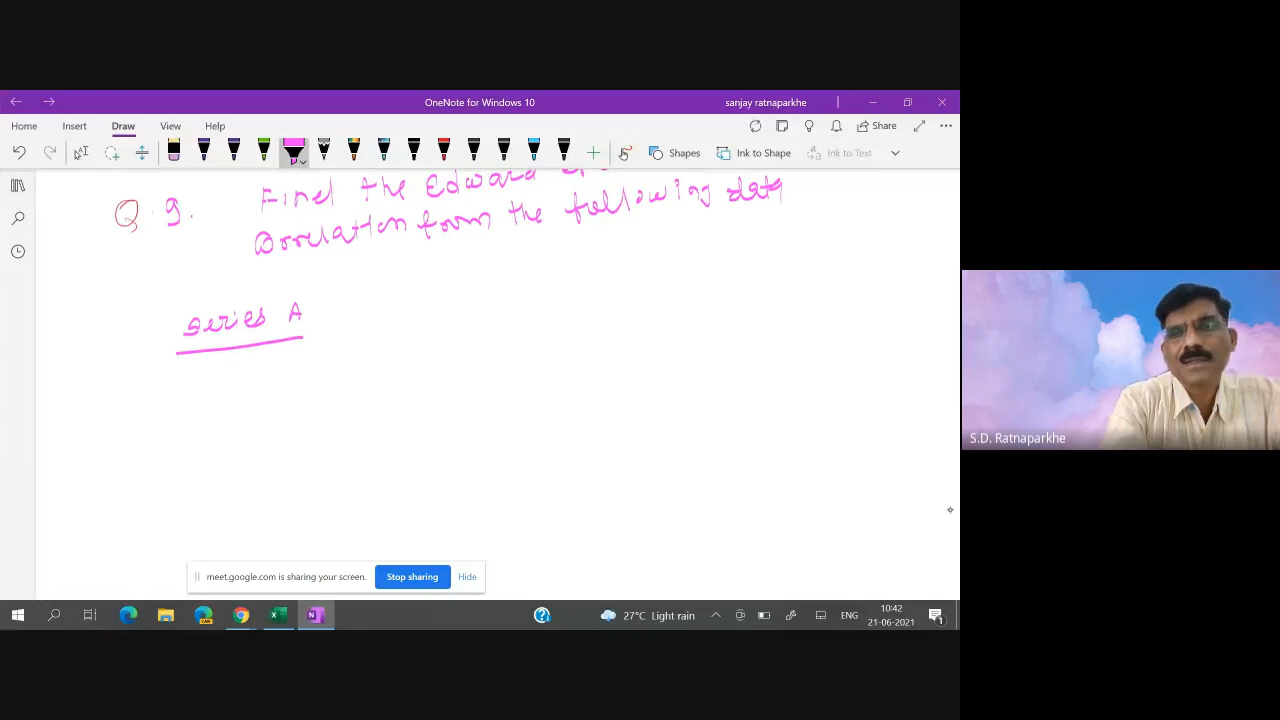 OneNote for Windows 10
sanjay ratnaparkhe
Home
Insert
Draw
View
Help
Share
Shapes
Ink to Shape
Ink to Text
Q. 9. Find the Edward
correlation from the following data
Series A
S.D. Ratnaparkhe
meet.google.com is sharing your screen.
Stop sharing
Hide
CAR
27°C Light rain
ENG
10:42
21-06-2021
1